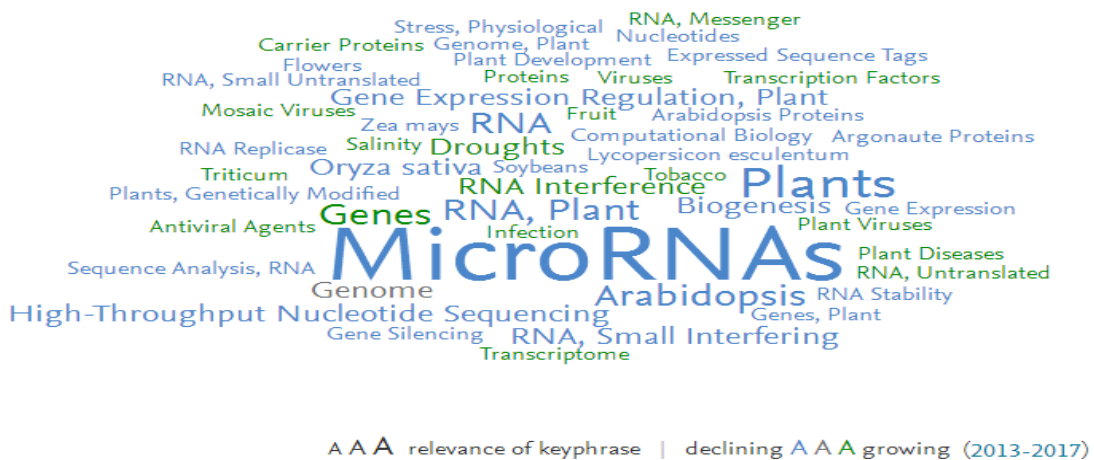 RNA, Messenger
Stress, Physiological
Nucleotides
Carrier Proteins
Genome, Plant
Expressed Sequence Tags
Flowers
Plant Development
RNA, Small Untranslated
Proteins
Viruses
Transcription Factors
Gene Expression Regulation, Plant
Mosaic Viruses
Fruit
Arabidopsis Proteins
Zea mays
RNA
Computational Biology
Argonaute Proteins
RNA Replicase
Salinity
Droughts
Lycopersicon esculentum
Oryza sativa
Soybeans
Triticum
Tobacco
Plants, Genetically Modified
RNA Interference
Plants
Antiviral Agents
Genes
RNA, Plant
Biogenesis
Gene Expression
Infection
Plant Viruses
MicroRNAs
Plant Diseases
Sequence Analysis, RNA
RNA, Untranslated
Genome
Arabidopsis
RNA Stability
High-Throughput Nucleotide Sequencing
Genes, Plant
Gene Silencing
RNA, Small Interfering
Transcriptome
A A A relevance of keyphrase | declining A A A growing (2013-2017)